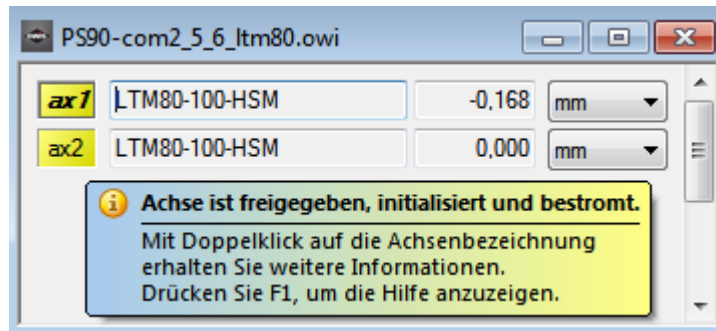 PS90-com2_5_6_ltm80.owi
ax1 LTM80-100-HSM -0,168 mm
ax2 LTM80-100-HSM 0,000 mm
Achse ist freigegeben, initialisiert und bestromt.
Mit Doppelklick auf die Achsenbezeichnung
erhalten Sie weitere Informationen.
Drücken Sie F1, um die Hilfe anzuzeigen.